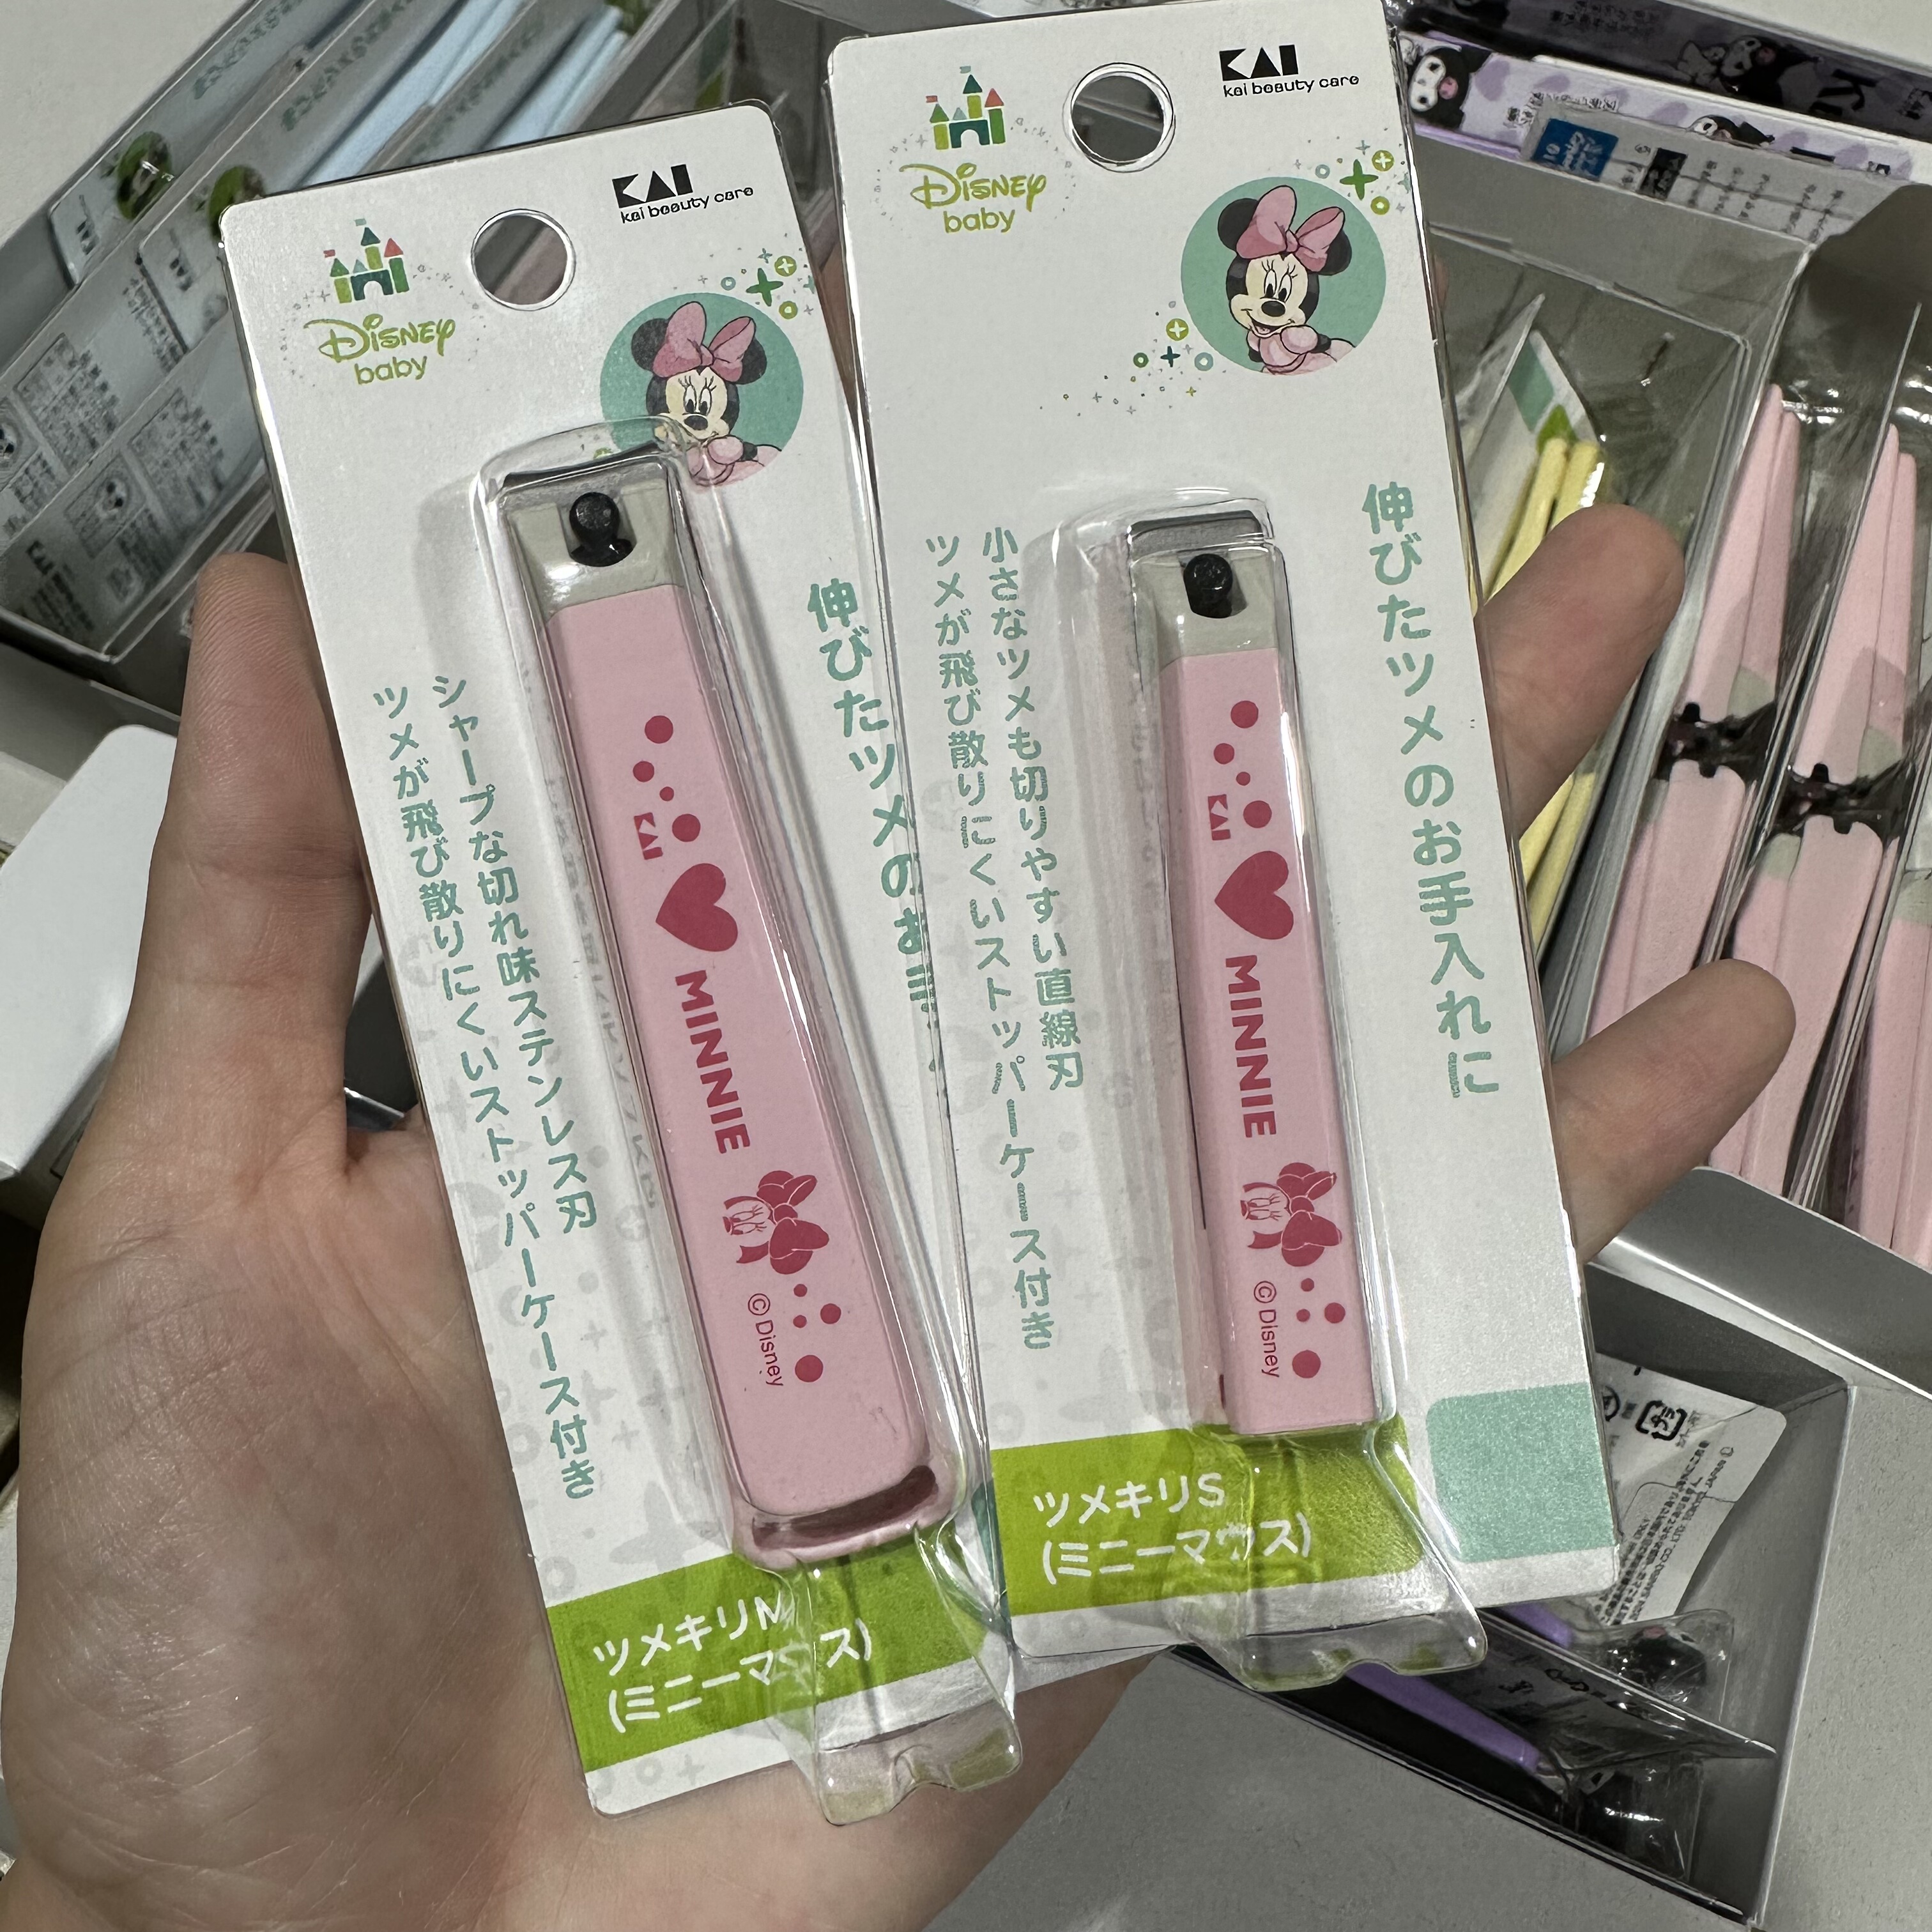 KAI
kai beauty care
Disney
baby
伸びたツメのお手
シャープな切れ味ステンレス刃
ツメが飛び散りにくいストッパーケース付き
KAI
MINNIE
© Disney
ツメキリM
(ミニーマウス)
KAI
kai beauty care
Disney
baby
伸びたツメのお手入れに
小さなツメも切りやすい直線刃
ツメが飛び散りにくいストッパーケース付き
KAI
MINNIE
© Disney
ツメキリS
(ミニーマウス)